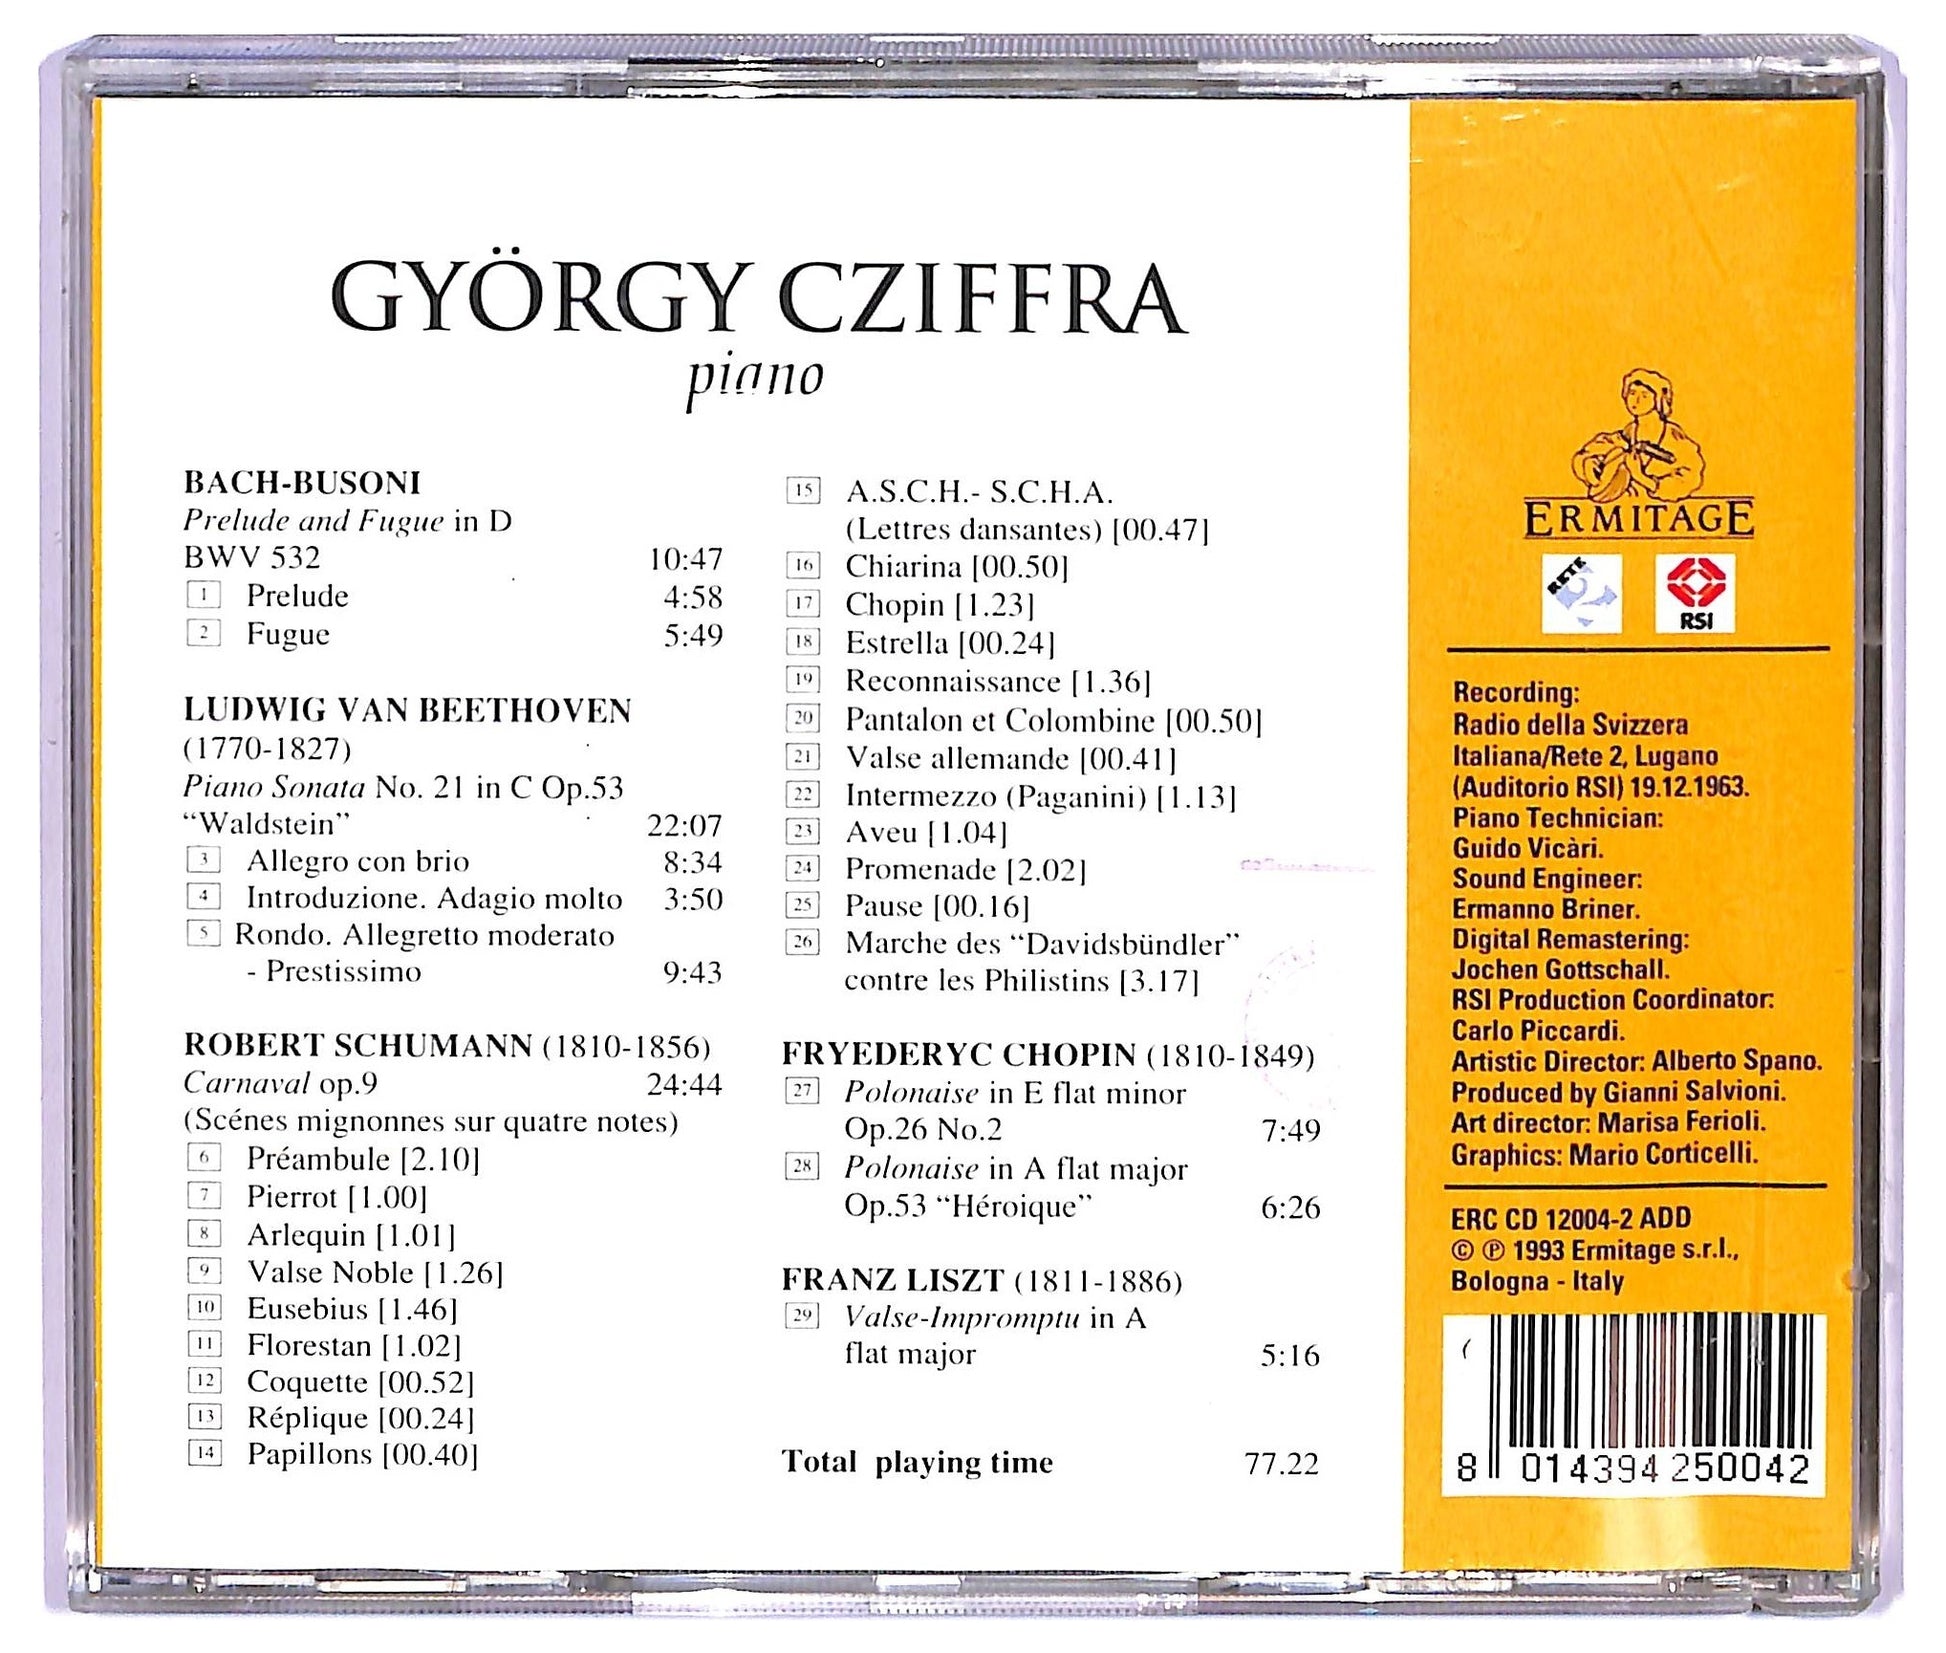 GYÖRGY CZIFFRA
piano
BACH-BUSONI
Prelude and Fugue in D
BWV 532 10:47
1 Prelude 4:58
2 Fugue 5:49
LUDWIG VAN BEETHOVEN
(1770-1827)
Piano Sonata No. 21 in C Op.53
“Waldstein” 22:07
3 Allegro con brio 8:34
4 Introduzione. Adagio molto 3:50
5 Rondo. Allegretto moderato
- Prestissimo 9:43
ROBERT SCHUMANN (1810-1856)
Carnaval op.9 24:44
(Scénes mignonnes sur quatre notes)
6 Préambule [2.10]
7 Pierrot [1.00]
8 Arlequin [1.01]
9 Valse Noble [1.26]
10 Eusebius [1.46]
11 Florestan [1.02]
12 Coquette [00.52]
13 Réplique [00.24]
14 Papillons [00.40]
15 A.S.C.H.- S.C.H.A.
(Lettres dansantes) [00.47]
16 Chiarina [00.50]
17 Chopin [1.23]
18 Estrella [00.24]
19 Reconnaissance [1.36]
20 Pantalon et Colombine [00.50]
21 Valse allemande [00.41]
22 Intermezzo (Paganini) [1.13]
23 Aveu [1.04]
24 Promenade [2.02]
25 Pause [00.16]
26 Marche des “Davidsbündler”
contre les Philistins [3.17]
FRYEDERYC CHOPIN (1810-1849)
27 Polonaise in E flat minor
Op.26 No.2 7:49
28 Polonaise in A flat major
Op.53 “Héroique” 6:26
FRANZ LISZT (1811-1886)
29 Valse-Impromptu in A
flat major 5:16
Total playing time 77.22
ERMITAGE
RETE 2
RSI
Recording:
Radio della Svizzera
Italiana/Rete 2, Lugano
(Auditorio RSI) 19.12.1963.
Piano Technician:
Guido Vicàri.
Sound Engineer:
Ermanno Briner.
Digital Remastering:
Jochen Gottschall.
RSI Production Coordinator:
Carlo Piccardi.
Artistic Director: Alberto Spano.
Produced by Gianni Salvioni.
Art director: Marisa Ferioli.
Graphics: Mario Corticelli.
ERC CD 12004-2 ADD
© ℗ 1993 Ermitage s.r.l.,
Bologna - Italy
8 014394 250042